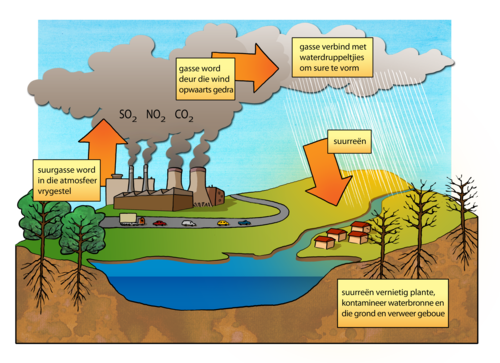 gasse verbind met
waterdruppeltjies
om sure te vorm
gasse word
deur die wind
opwaarts gedra
SO₂ NO₂ CO₂
suurreën
suurgasse word
in die atmosfeer
vrygestel
suurreën vernietig plante,
kontamineer waterbronne en
die grond en verweer geboue